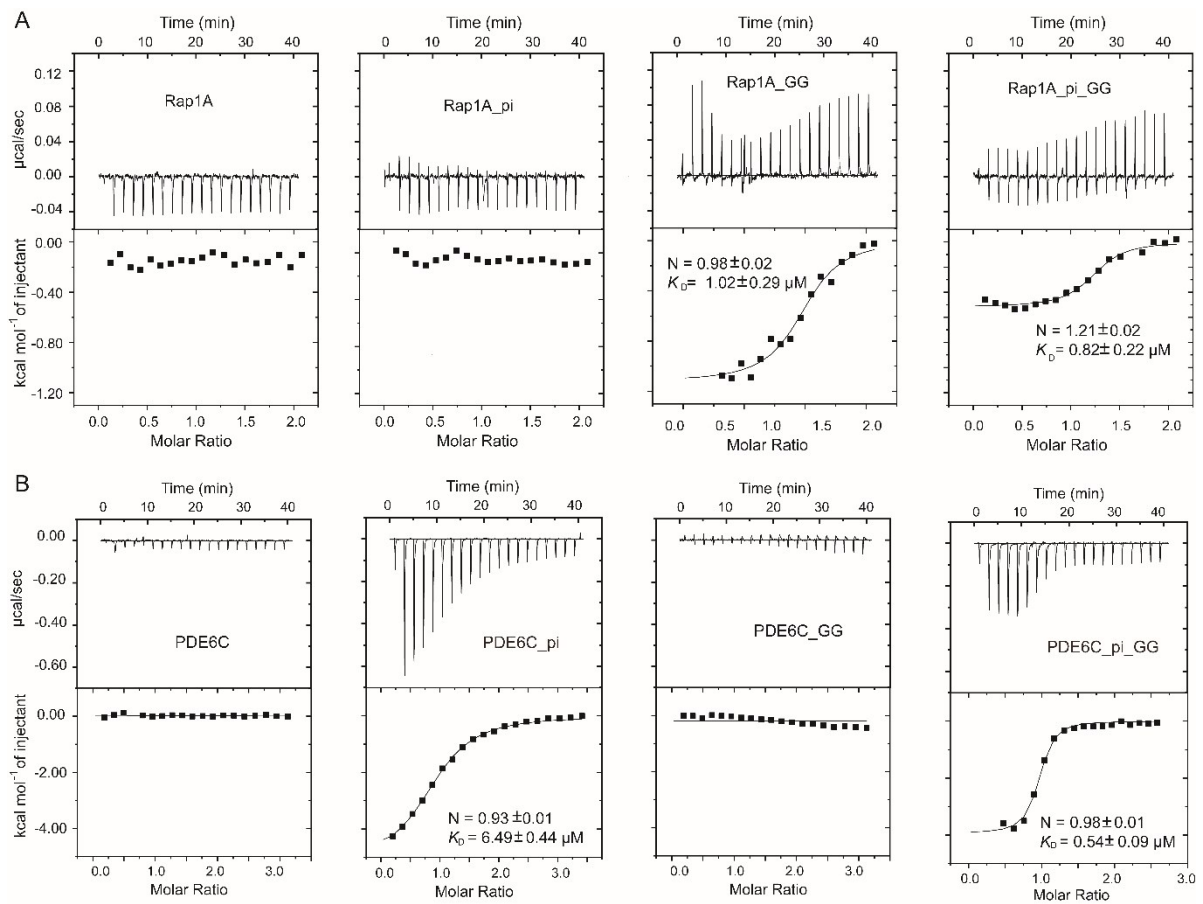 A
Time (min)
0 10 20 30 40
Time (min)
0 10 20 30 40
Time (min)
0 10 20 30 40
Time (min)
0 10 20 30 40
µcal/sec
0.12
0.08
0.04
0.00
-0.04
Rap1A
Rap1A_pi
Rap1A_GG
Rap1A_pi_GG
kcal mol⁻¹ of injectant
0.00
-0.40
-0.80
-1.20
N = 0.98±0.02
KD= 1.02±0.29 µM
N = 1.21±0.02
KD= 0.82±0.22 µM
0.0 0.5 1.0 1.5 2.0
Molar Ratio
0.0 0.5 1.0 1.5 2.0
Molar Ratio
0.0 0.5 1.0 1.5 2.0
Molar Ratio
0.0 0.5 1.0 1.5 2.0
Molar Ratio
B
Time (min)
0 10 20 30 40
Time (min)
0 10 20 30 40
Time (min)
0 10 20 30 40
Time (min)
0 10 20 30 40
µcal/sec
0.00
-0.20
-0.40
-0.60
PDE6C
PDE6C_pi
PDE6C_GG
PDE6C_pi_GG
kcal mol⁻¹ of injectant
0.00
-2.00
-4.00
N = 0.93±0.01
KD= 6.49±0.44 µM
N = 0.98±0.01
KD= 0.54±0.09 µM
0.0 1.0 2.0 3.0
Molar Ratio
0.0 1.0 2.0 3.0
Molar Ratio
0.0 1.0 2.0 3.0
Molar Ratio
0.0 1.0 2.0 3.0
Molar Ratio